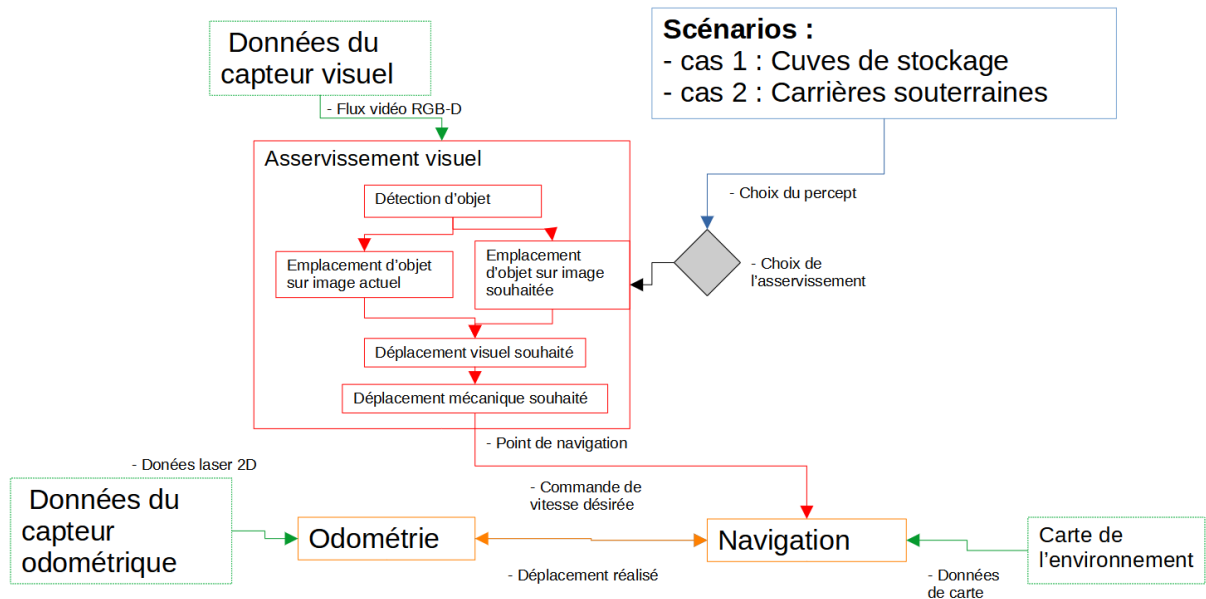 Données du
capteur visuel
Scénarios :
- cas 1 : Cuves de stockage
- cas 2 : Carrières souterraines
- Flux vidéo RGB-D
Asservissement visuel
Détection d'objet
- Choix du percept
Emplacement d'objet
sur image actuel
Emplacement
d'objet sur image
souhaitée
- Choix de
l'asservissement
Déplacement visuel souhaité
Déplacement mécanique souhaité
- Point de navigation
- Donées laser 2D
Données du
capteur
odométrique
- Commande de
vitesse désirée
Odométrie
Navigation
Carte de
l'environnement
- Déplacement réalisé
- Données
de carte